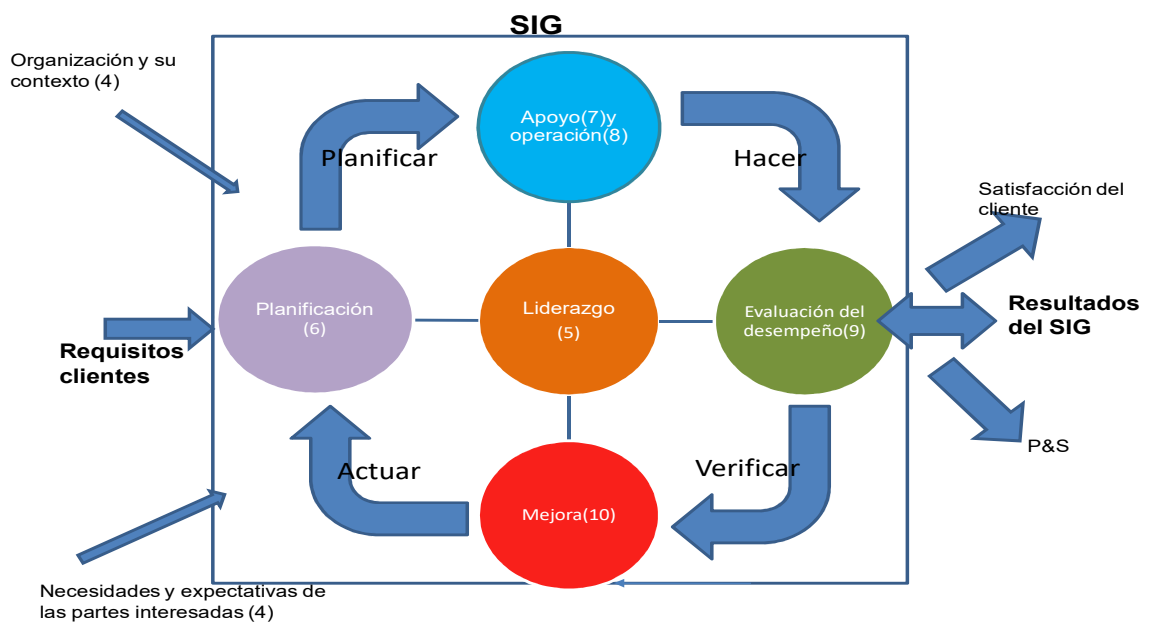 SIG
Organización y su
contexto (4)
Apoyo(7)y
operación(8)
Planificar
Hacer
Satisfacción del
cliente
Planificación
(6)
Liderazgo
(5)
Evaluación del
desempeño(9)
Resultados
del SIG
Requisitos
clientes
P&S
Actuar
Verificar
Mejora(10)
Necesidades y expectativas de
las partes interesadas (4)